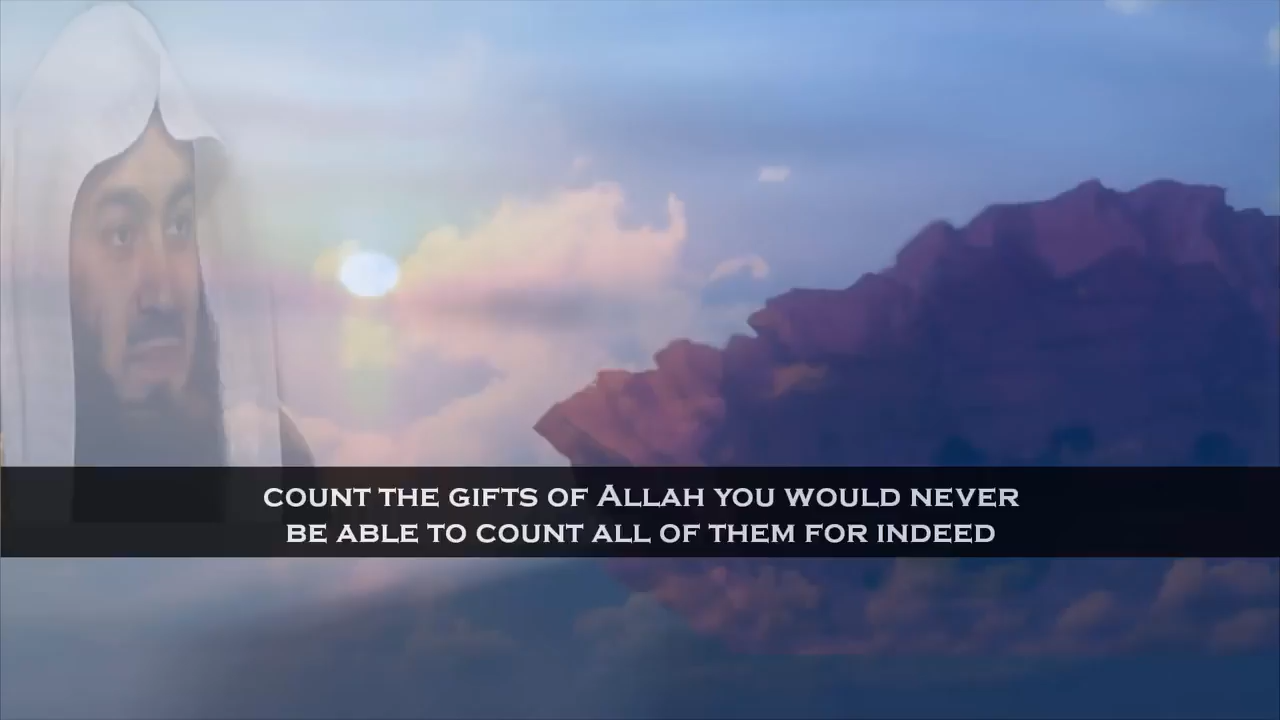 COUNT THE GIFTS OF ALLAH YOU WOULD NEVER
BE ABLE TO COUNT ALL OF THEM FOR INDEED